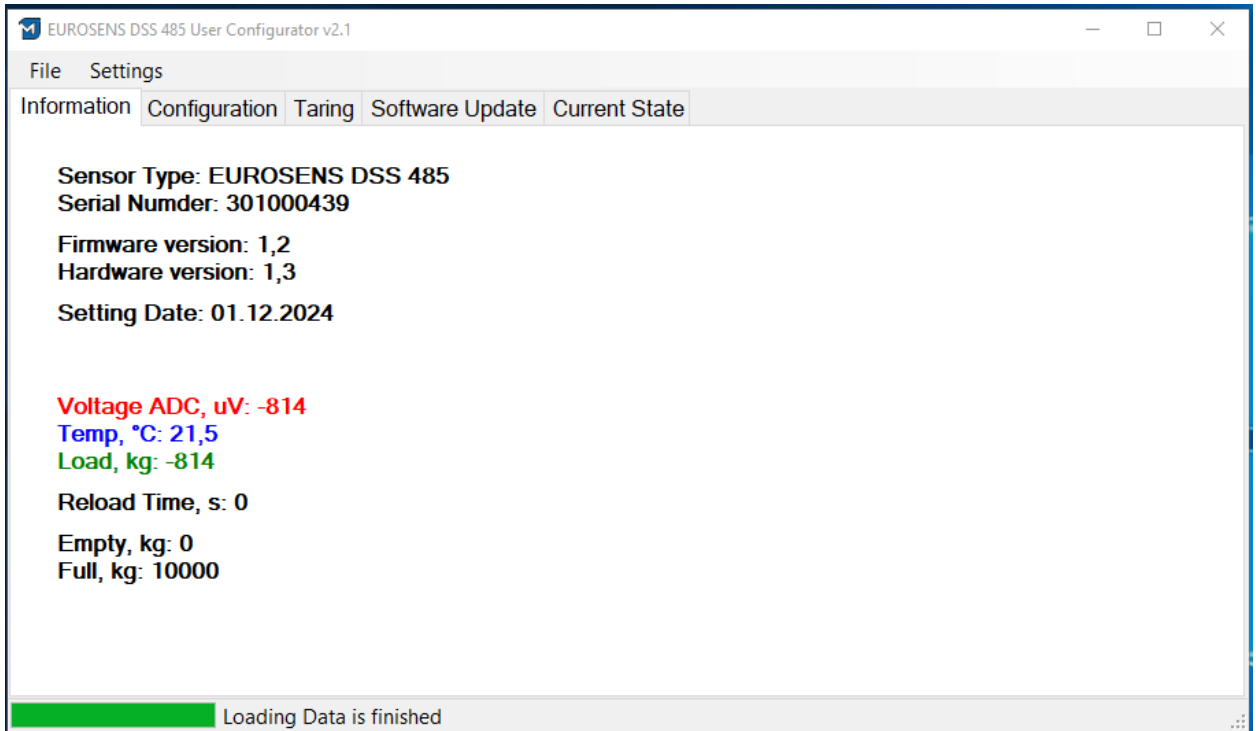 EUROSENS DSS 485 User Configurator v2.1
File Settings
Information Configuration Taring Software Update Current State
Sensor Type: EUROSENS DSS 485
Serial Numder: 301000439
Firmware version: 1,2
Hardware version: 1,3
Setting Date: 01.12.2024
Voltage ADC, uV: -814
Temp, °C: 21,5
Load, kg: -814
Reload Time, s: 0
Empty, kg: 0
Full, kg: 10000
Loading Data is finished